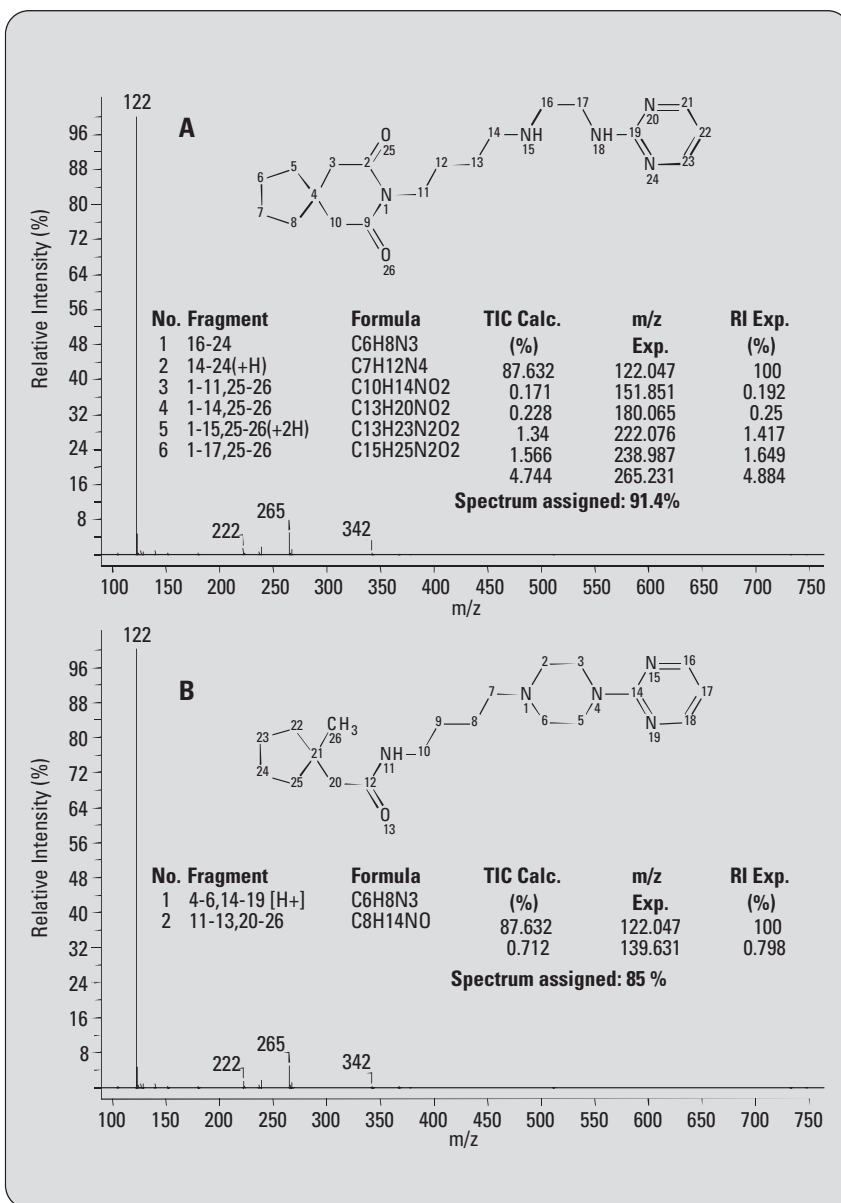 122
A
96
88
80
72
64
56
48
40
32
24
16
8
Relative Intensity (%)
1 2 3 4 5 6 7 8 9 10 11 12 13 14 15 16 17 18 19 20 21 22 23 24 25 26
O N O NH NH N N
No. Fragment Formula TIC Calc. m/z RI Exp.
1 16-24 C6H8N3 (%) Exp. (%)
2 14-24(+H) C7H12N4 87.632 122.047 100
3 1-11,25-26 C10H14NO2 0.171 151.851 0.192
4 1-14,25-26 C13H20NO2 0.228 180.065 0.25
5 1-15,25-26(+2H) C13H23N2O2 1.34 222.076 1.417
6 1-17,25-26 C15H25N2O2 1.566 238.987 1.649
4.744 265.231 4.884
Spectrum assigned: 91.4%
222 265 342
100 150 200 250 300 350 400 450 500 550 600 650 700 750
m/z
122
B
96
88
80
72
64
56
48
40
32
24
16
8
Relative Intensity (%)
1 2 3 4 5 6 7 8 9 10 11 12 13 14 15 16 17 18 19 20 21 22 23 24 25 26
CH3 NH O N N N N
No. Fragment Formula TIC Calc. m/z RI Exp.
1 4-6,14-19 [H+] C6H8N3 (%) Exp. (%)
2 11-13,20-26 C8H14NO 87.632 122.047 100
0.712 139.631 0.798
Spectrum assigned: 85 %
222 265 342
100 150 200 250 300 350 400 450 500 550 600 650 700 750
m/z